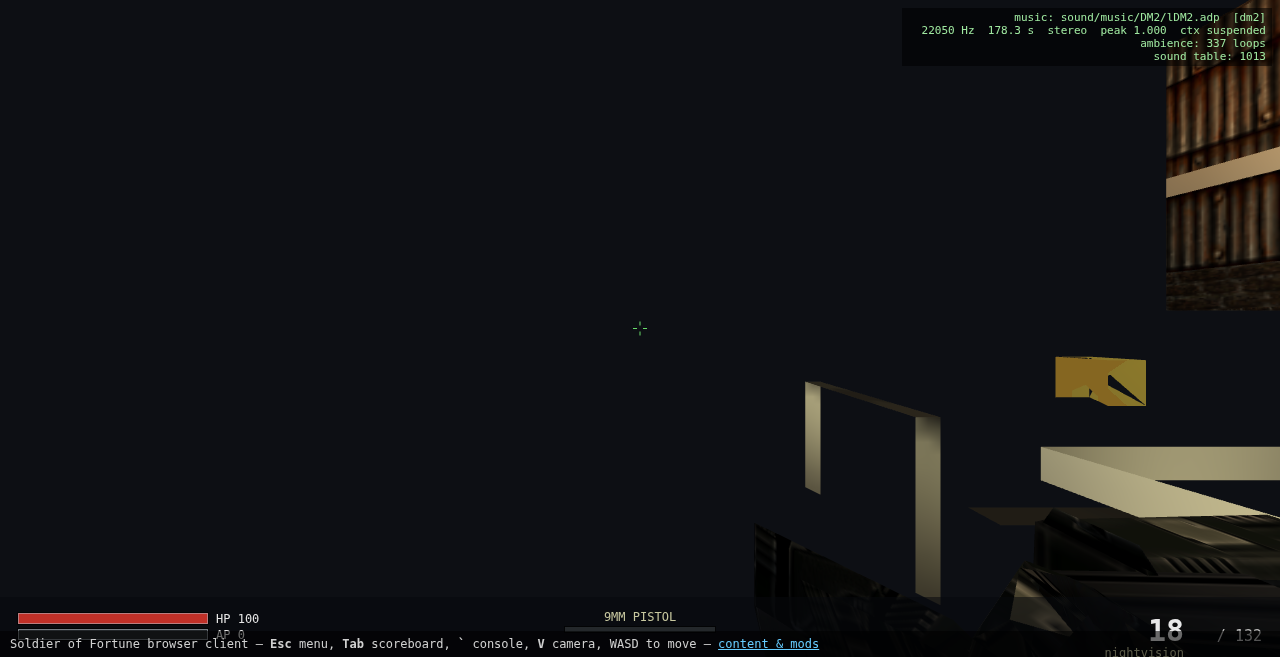 music: sound/music/DM2/lDM2.adp [dm2]
22050 Hz 178.3 s stereo peak 1.000 ctx suspended
ambience: 337 loops
sound table: 1013
HP 100
9MM PISTOL
AP 0
18 / 132
Soldier of Fortune browser client — Esc menu, Tab scoreboard, ` console, V camera, WASD to move — content & mods
nightvision